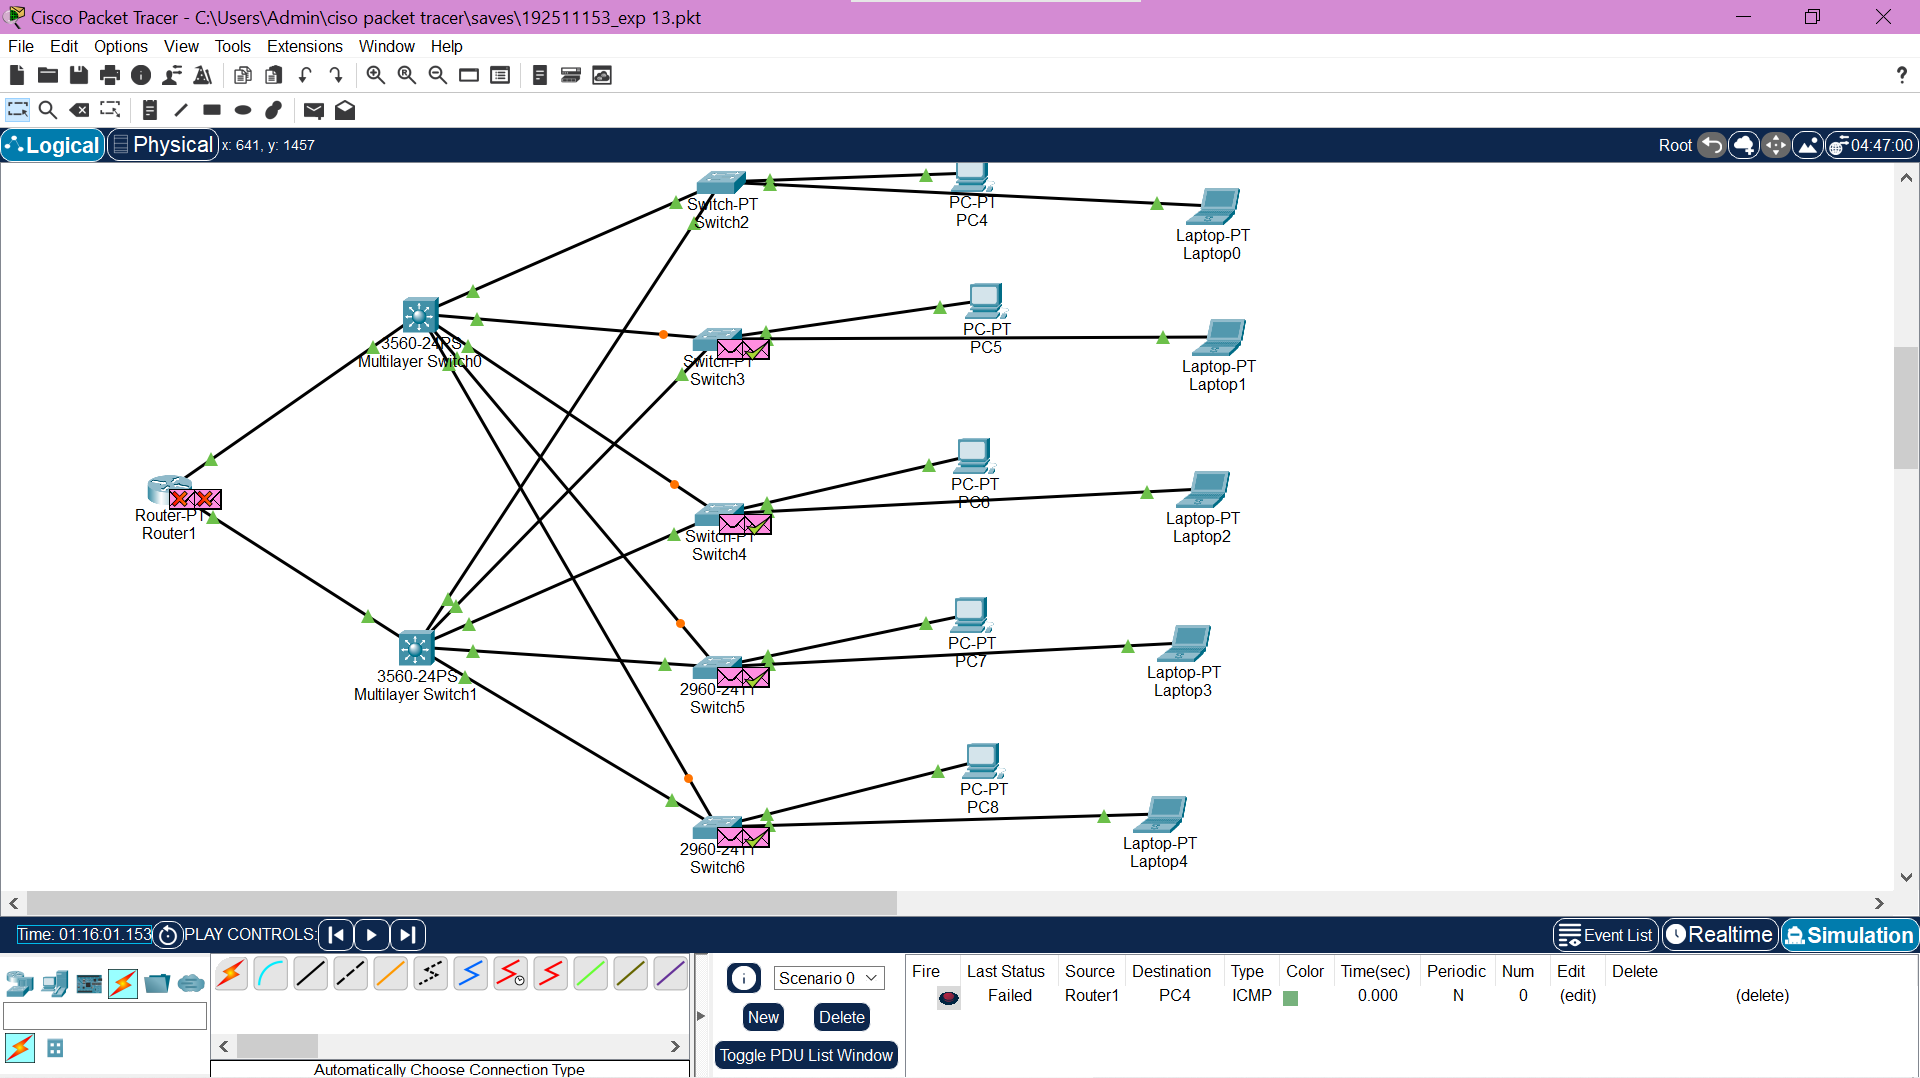 Cisco Packet Tracer - C:\Users\Admin\ciso packet tracer\saves\192511153_exp 13.pkt
File Edit Options View Tools Extensions Window Help
?
Logical Physical x: 641, y: 1457 Root 04:47:00
Switch-PT
Switch2
PC-PT
PC4
Laptop-PT
Laptop0
3560-24PS
Multilayer Switch0
Switch-PT
Switch3
PC-PT
PC5
Laptop-PT
Laptop1
Router-PT
Router1
Switch-PT
Switch4
PC-PT
PC6
Laptop-PT
Laptop2
3560-24PS
Multilayer Switch1
2960-24TT
Switch5
PC-PT
PC7
Laptop-PT
Laptop3
2960-24TT
Switch6
PC-PT
PC8
Laptop-PT
Laptop4
Time: 01:16:01.153 PLAY CONTROLS: Event List Realtime Simulation
Scenario 0
New Delete
Toggle PDU List Window
Fire Last Status Source Destination Type Color Time(sec) Periodic Num Edit Delete
Failed Router1 PC4 ICMP 0.000 N 0 (edit) (delete)
Automatically Choose Connection Type